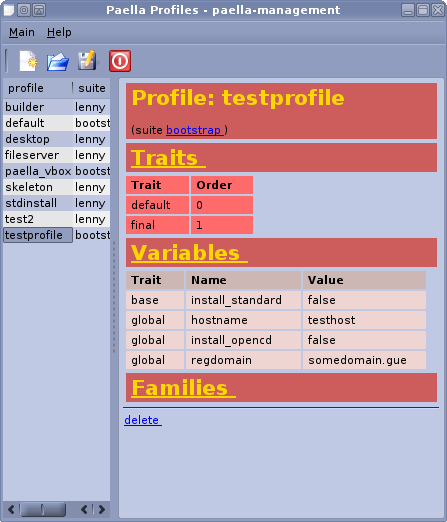 Paella Profiles - paella-management
Main Help
profile suite
builder lenny
default bootst
desktop lenny
fileserver lenny
paella_vbox bootst
skeleton lenny
stdinstall lenny
test2 lenny
testprofile bootst
Profile: testprofile
(suite bootstrap )
Traits
Trait Order
default 0
final 1
Variables
Trait Name Value
base install_standard false
global hostname testhost
global install_opencd false
global regdomain somedomain.gue
Families
delete